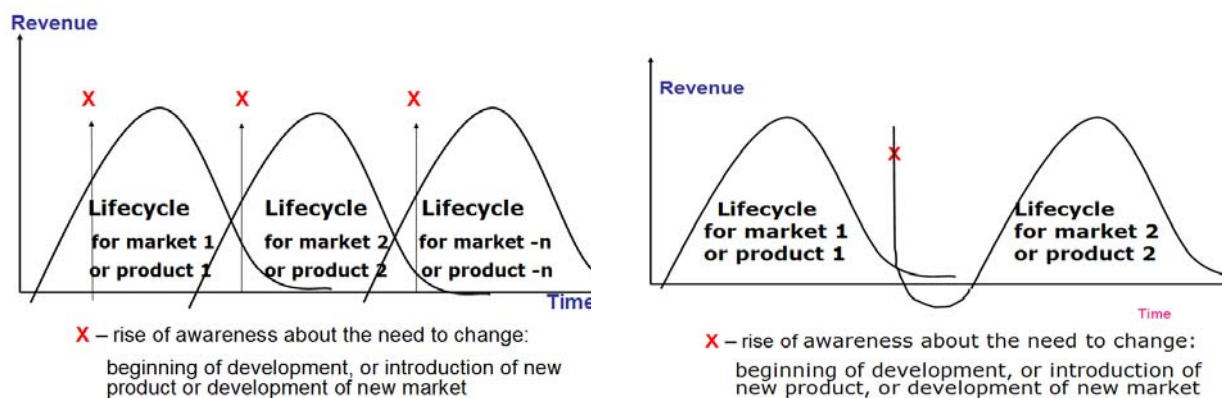 Revenue
X
X
X
Lifecycle
for market 1
or product 1
Lifecycle
for market 2
or product 2
Lifecycle
for market -n
or product -n
Time
X – rise of awareness about the need to change:
beginning of development, or introduction of new
product or development of new market
Revenue
X
Lifecycle
for market 1
or product 1
Lifecycle
for market 2
or product 2
Time
X – rise of awareness about the need to change:
beginning of development, or introduction of
new product, or development of new market